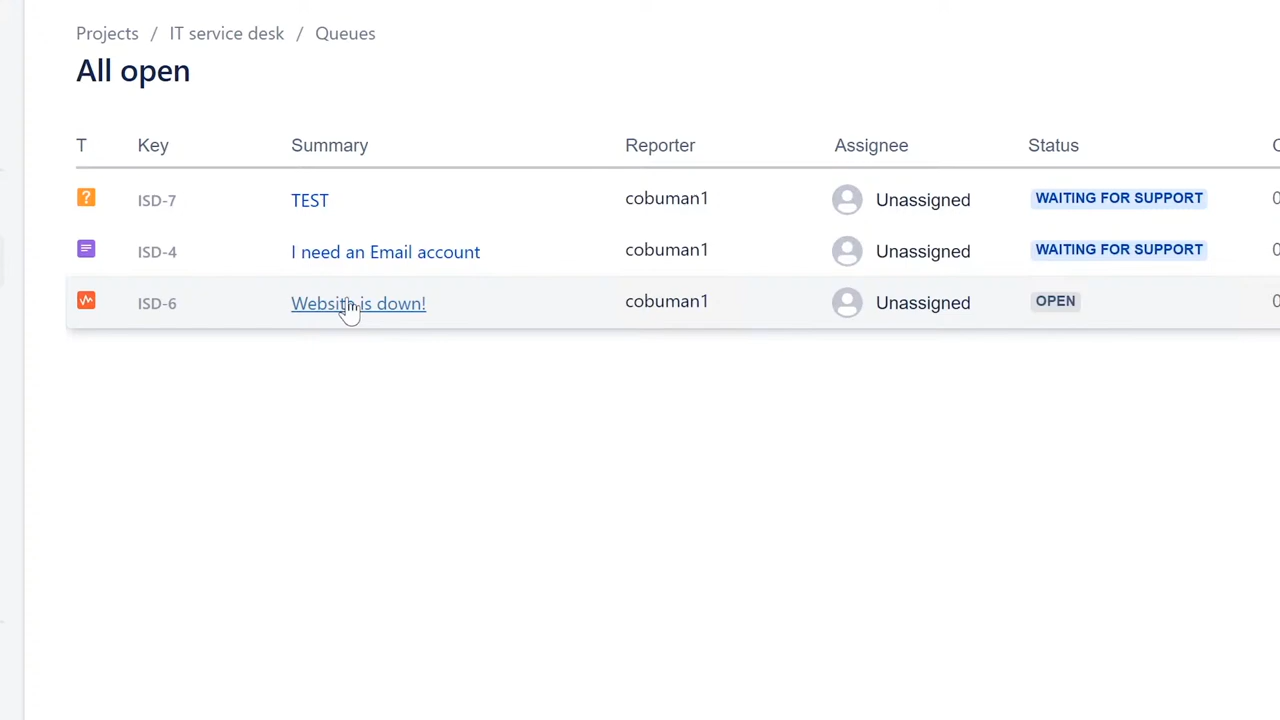 Projects / IT service desk / Queues
All open
T Key Summary Reporter Assignee Status
? ISD-7 TEST cobuman1 Unassigned WAITING FOR SUPPORT
ISD-4 I need an Email account cobuman1 Unassigned WAITING FOR SUPPORT
ISD-6 Website is down! cobuman1 Unassigned OPEN